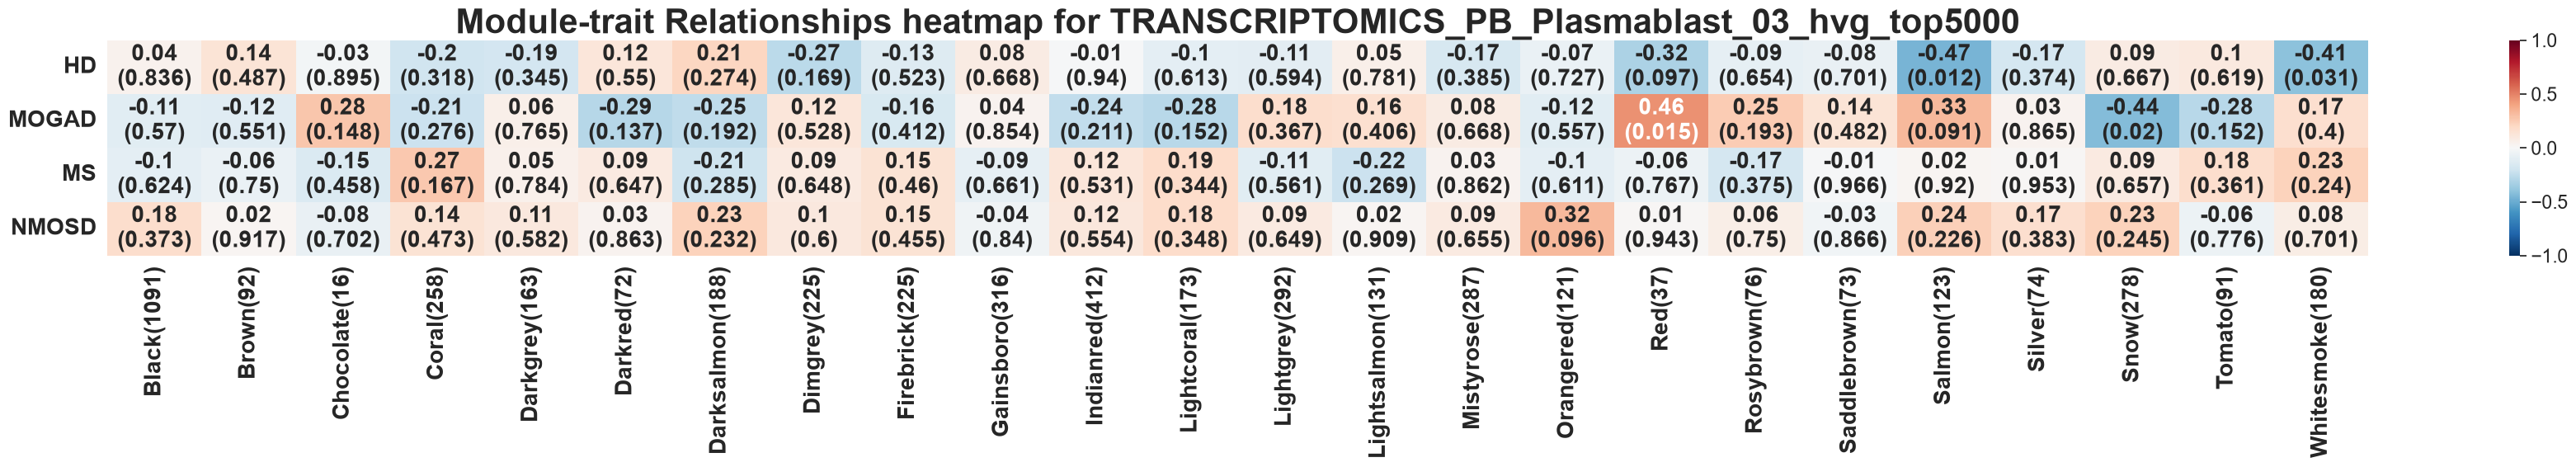 Module-trait Relationships heatmap for TRANSCRIPTOMICS_PB_Plasmablast_03_hvg_top5000
HD
0.04 0.14 -0.03 -0.2 -0.19 0.12 0.21 -0.27 -0.13 0.08 -0.01 -0.1 -0.11 0.05 -0.17 -0.07 -0.32 -0.09 -0.08 -0.47 -0.17 0.09 0.1 -0.41
(0.836) (0.487) (0.895) (0.318) (0.345) (0.55) (0.274) (0.169) (0.523) (0.668) (0.94) (0.613) (0.594) (0.781) (0.385) (0.727) (0.097) (0.654) (0.701) (0.012) (0.374) (0.667) (0.619) (0.031)
MOGAD
-0.11 -0.12 0.28 -0.21 0.06 -0.29 -0.25 0.12 -0.16 0.04 -0.24 -0.28 0.18 0.16 0.08 -0.12 0.46 0.25 0.14 0.33 0.03 -0.44 -0.28 0.17
(0.57) (0.551) (0.148) (0.276) (0.765) (0.137) (0.192) (0.528) (0.412) (0.854) (0.211) (0.152) (0.367) (0.406) (0.668) (0.557) (0.015) (0.193) (0.482) (0.091) (0.865) (0.02) (0.152) (0.4)
MS
-0.1 -0.06 -0.15 0.27 0.05 0.09 -0.21 0.09 0.15 -0.09 0.12 0.19 -0.11 -0.22 0.03 -0.1 -0.06 -0.17 -0.01 0.02 0.01 0.09 0.18 0.23
(0.624) (0.75) (0.458) (0.167) (0.784) (0.647) (0.285) (0.648) (0.46) (0.661) (0.531) (0.344) (0.561) (0.269) (0.862) (0.611) (0.767) (0.375) (0.966) (0.92) (0.953) (0.657) (0.361) (0.24)
NMOSD
0.18 0.02 -0.08 0.14 0.11 0.03 0.23 0.1 0.15 -0.04 0.12 0.18 0.09 0.02 0.09 0.32 0.01 0.06 -0.03 0.24 0.17 0.23 -0.06 0.08
(0.373) (0.917) (0.702) (0.473) (0.582) (0.863) (0.232) (0.6) (0.455) (0.84) (0.554) (0.348) (0.649) (0.909) (0.655) (0.096) (0.943) (0.75) (0.866) (0.226) (0.383) (0.245) (0.776) (0.701)
Black(1091)
Brown(92)
Chocolate(16)
Coral(258)
Darkgrey(163)
Darkred(72)
Darksalmon(188)
Dimgrey(225)
Firebrick(225)
Gainsboro(316)
Indianred(412)
Lightcoral(173)
Lightgrey(292)
Lightsalmon(131)
Mistyrose(287)
Orangered(121)
Red(37)
Rosybrown(76)
Saddlebrown(73)
Salmon(123)
Silver(74)
Snow(278)
Tomato(91)
Whitesmoke(180)
1.0
0.5
0.0
−0.5
−1.0